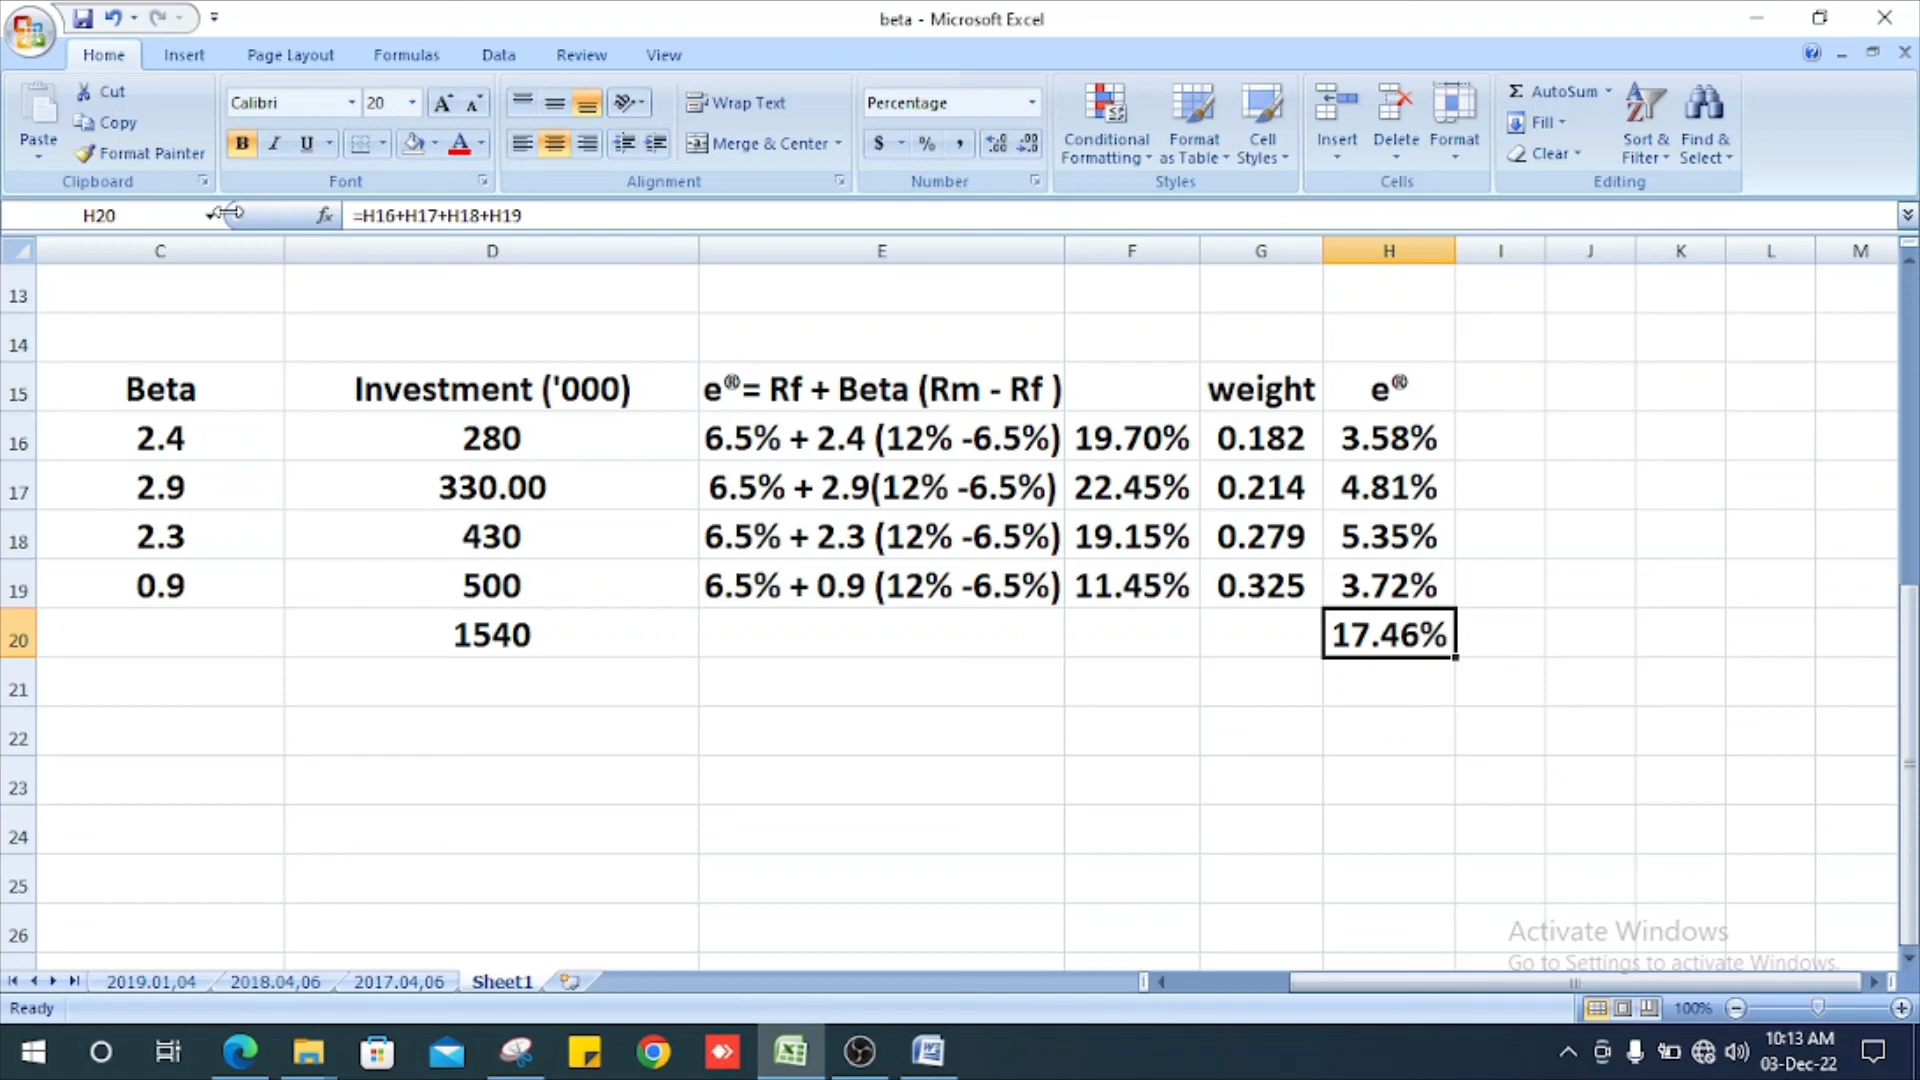 beta - Microsoft Excel
Home Insert Page Layout Formulas Data Review View
Cut
Copy
Format Painter
Paste
Clipboard
Calibri 20
B I U
Font
Wrap Text
Merge & Center
Alignment
Percentage
$ % ,
Number
Conditional Formatting
Format as Table
Cell Styles
Styles
Insert
Delete
Format
Cells
Σ AutoSum
Fill
Clear
Sort & Filter
Find & Select
Editing
H20 fx =H16+H17+H18+H19
C D E F G H I J K L M
13
14
15 Beta Investment ('000) e®= Rf + Beta (Rm - Rf ) weight e®
16 2.4 280 6.5% + 2.4 (12% -6.5%) 19.70% 0.182 3.58%
17 2.9 330.00 6.5% + 2.9(12% -6.5%) 22.45% 0.214 4.81%
18 2.3 430 6.5% + 2.3 (12% -6.5%) 19.15% 0.279 5.35%
19 0.9 500 6.5% + 0.9 (12% -6.5%) 11.45% 0.325 3.72%
20 1540 17.46%
21
22
23
24
25
26
Activate Windows
Go to Settings to activate Windows.
2019.01,04 2018.04,06 2017.04,06 Sheet1
Ready 100%
10:13 AM
03-Dec-22